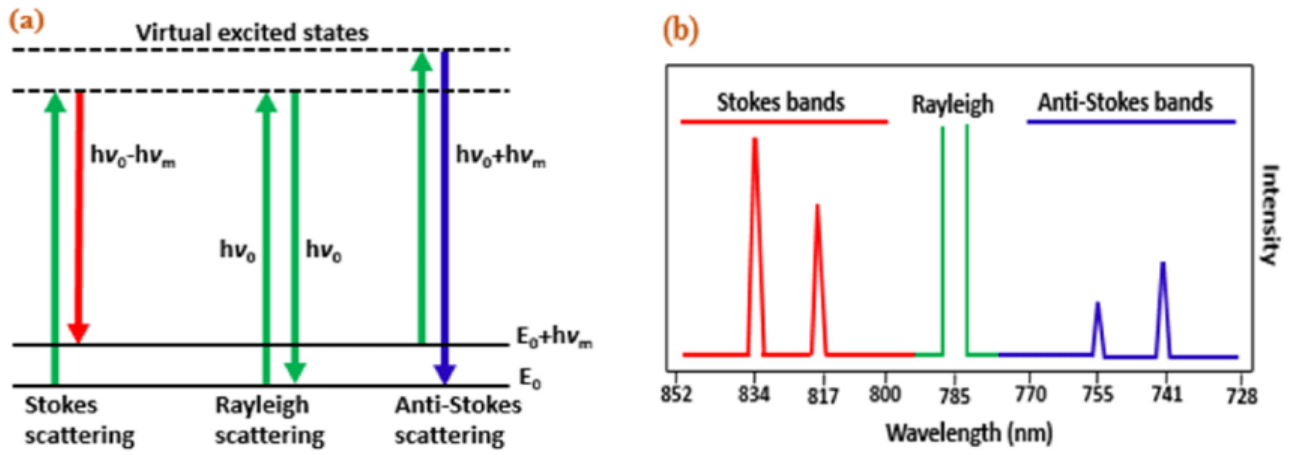 (a)
Virtual excited states
hν₀-hνₘ
hν₀+hνₘ
hν₀
hν₀
E₀+hνₘ
E₀
Stokes
scattering
Rayleigh
scattering
Anti-Stokes
scattering
(b)
Stokes bands
Rayleigh
Anti-Stokes bands
Intensity
852 834 817 800 785 770 755 741 728
Wavelength (nm)